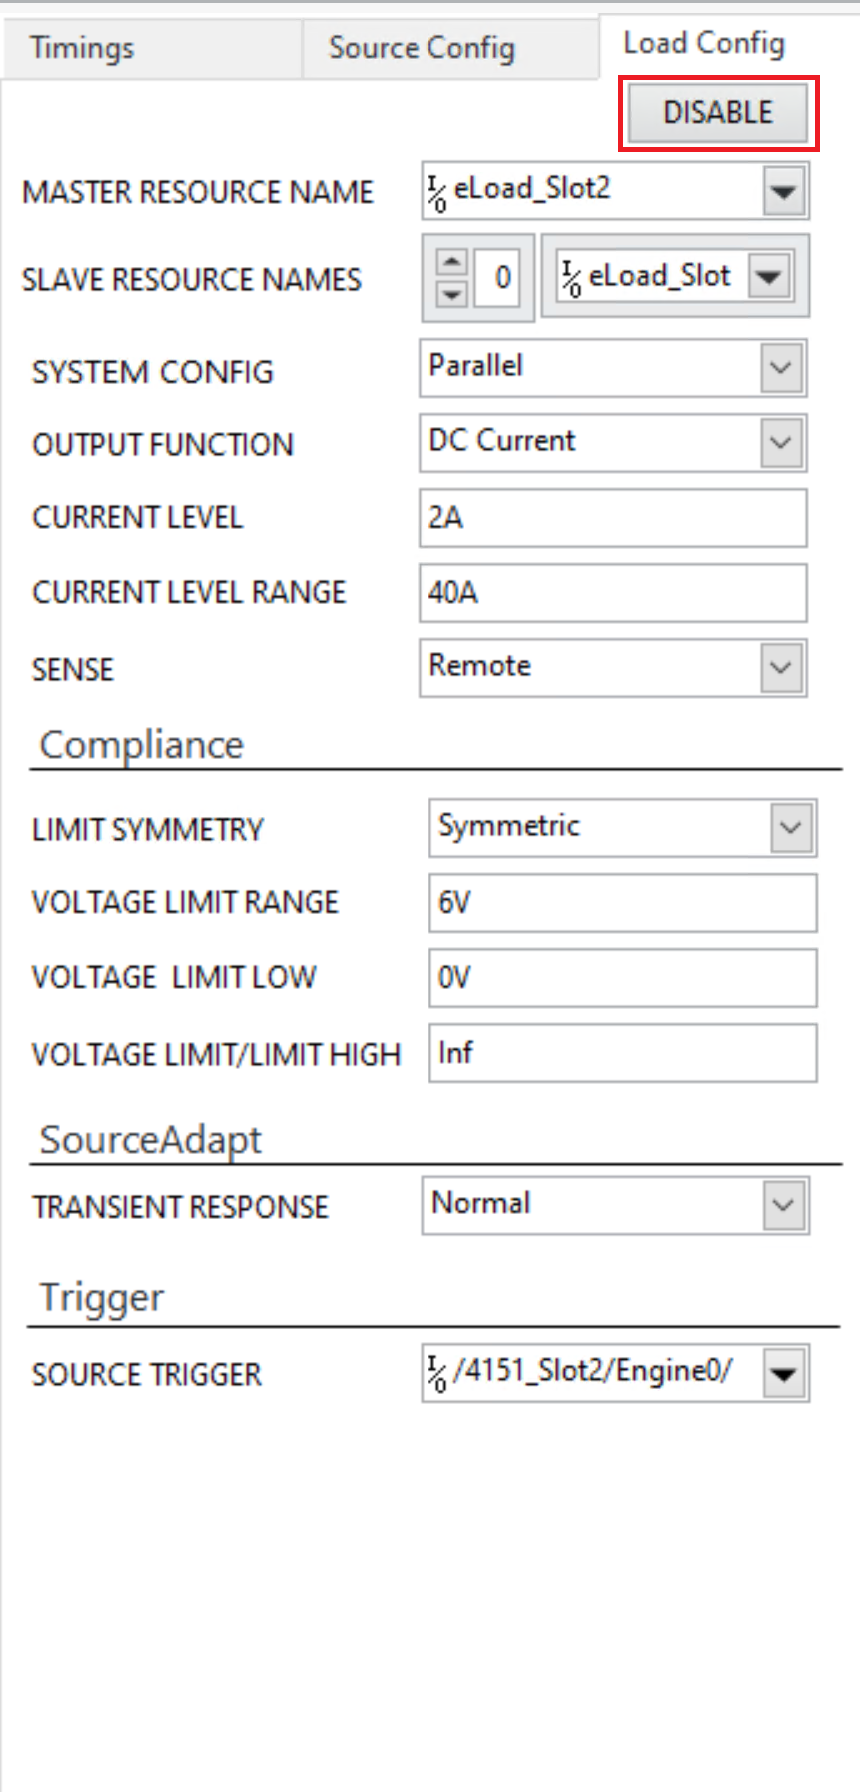 Timings Source Config Load Config
DISABLE
MASTER RESOURCE NAME I/O eLoad_Slot2
SLAVE RESOURCE NAMES 0 I/O eLoad_Slot
SYSTEM CONFIG Parallel
OUTPUT FUNCTION DC Current
CURRENT LEVEL 2A
CURRENT LEVEL RANGE 40A
SENSE Remote
Compliance
LIMIT SYMMETRY Symmetric
VOLTAGE LIMIT RANGE 6V
VOLTAGE LIMIT LOW 0V
VOLTAGE LIMIT/LIMIT HIGH Inf
SourceAdapt
TRANSIENT RESPONSE Normal
Trigger
SOURCE TRIGGER I/O /4151_Slot2/Engine0/